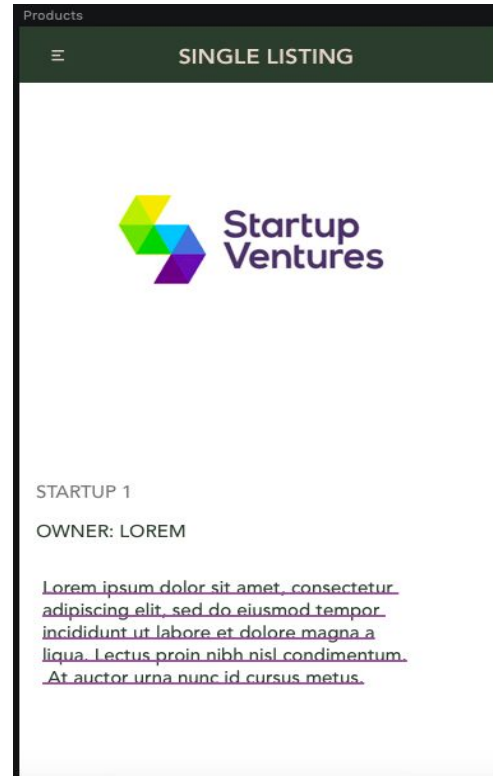 Products
SINGLE LISTING
Startup
Ventures
STARTUP 1
OWNER: LOREM
Lorem ipsum dolor sit amet, consectetur
adipiscing elit, sed do eiusmod tempor
incididunt ut labore et dolore magna a
liqua. Lectus proin nibh nisl condimentum.
At auctor urna nunc id cursus metus.